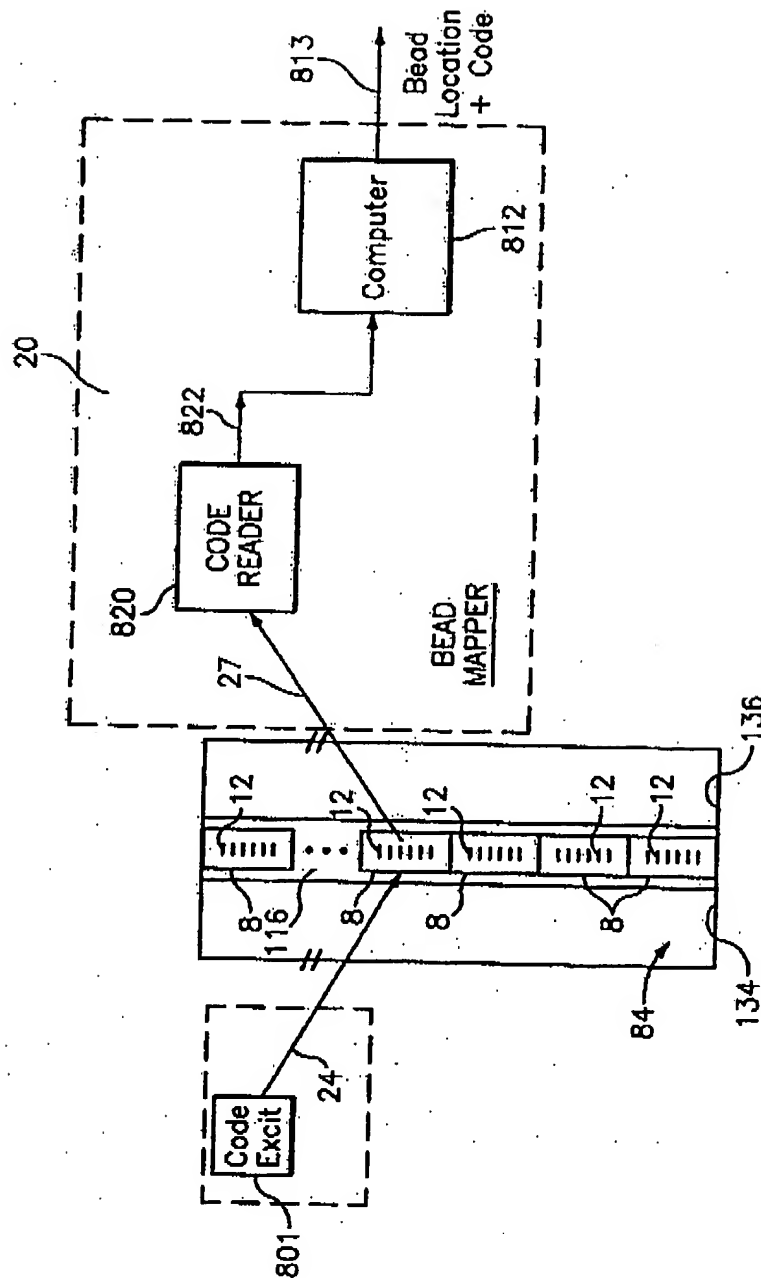 20
813
Bead
Location
+ Code
Computer
812
822
CODE
READER
820
BEAD
MAPPER
27
136
12
12
12
12
12
8
116
8
8
8
84
134
24
Code
Excit
801